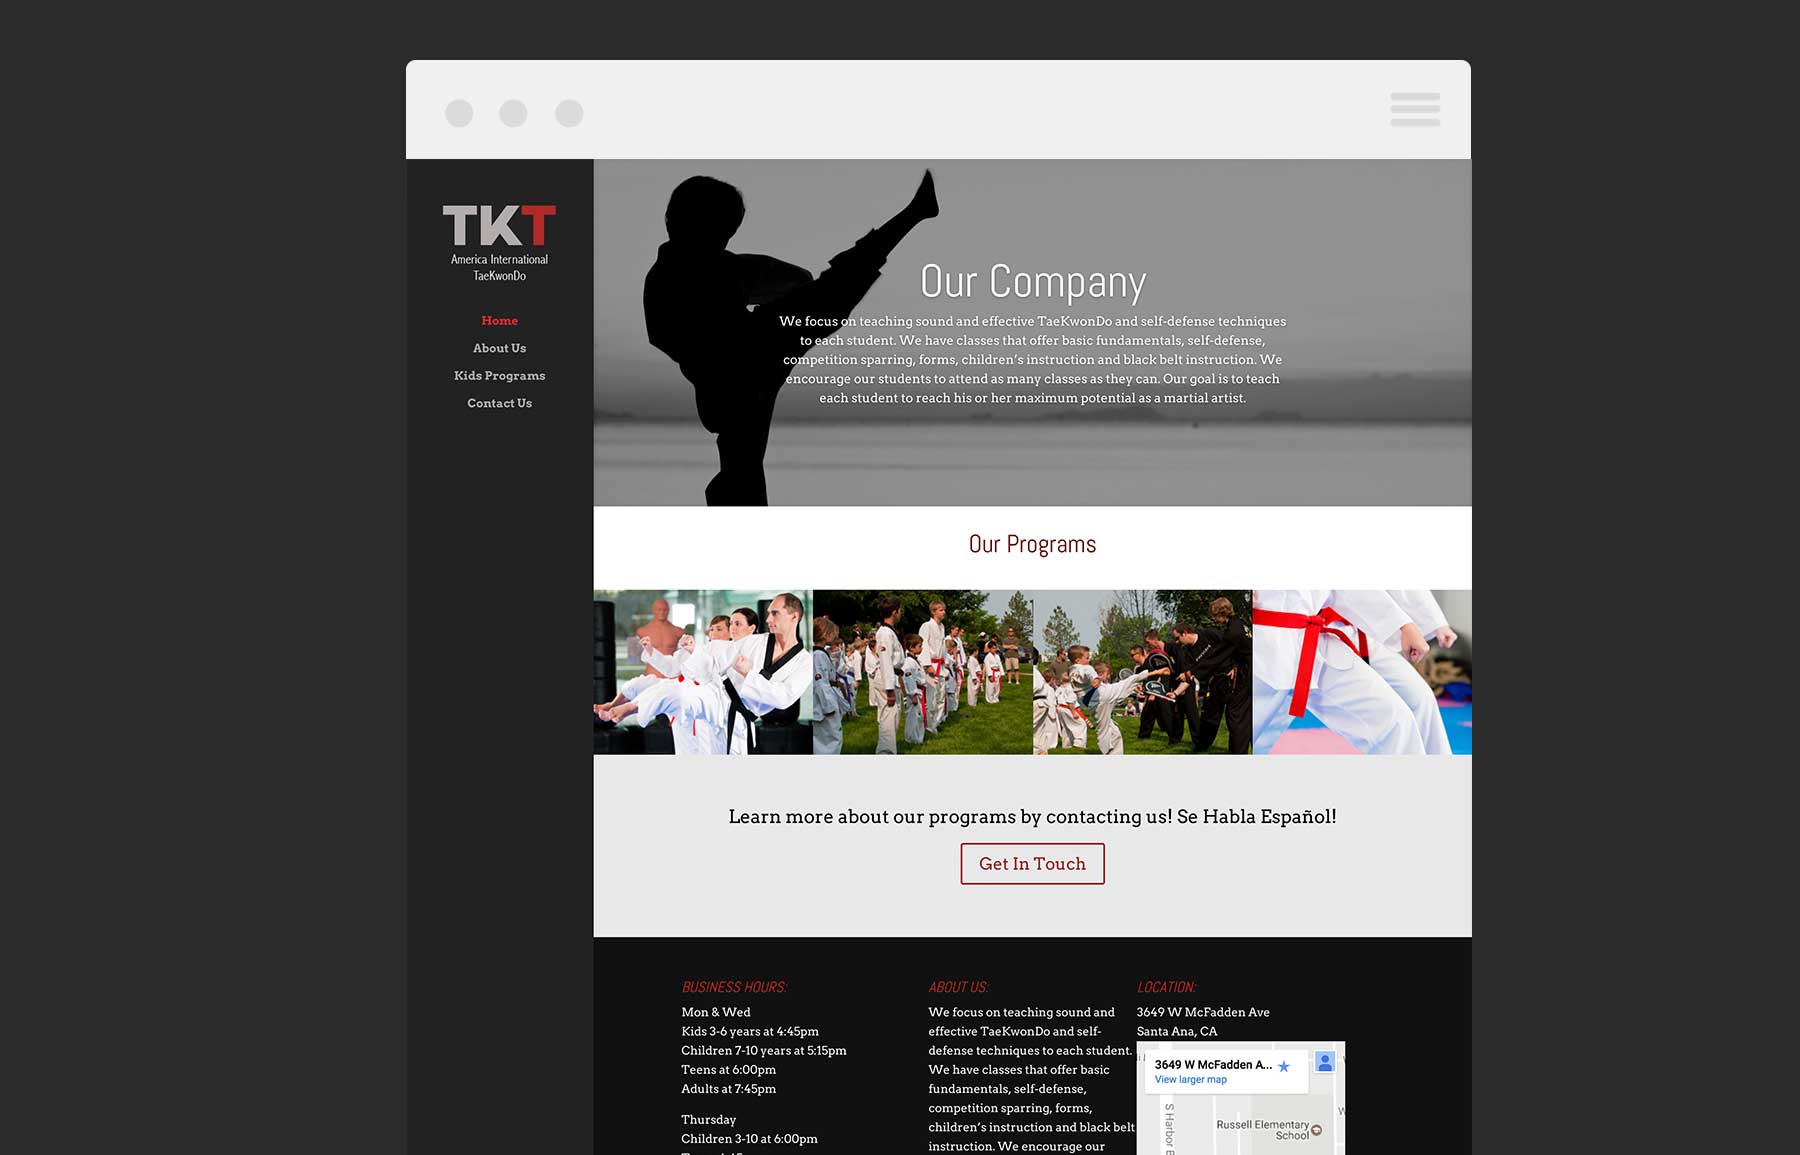 TKT
America International
TaeKwonDo
Home
About Us
Kids Programs
Contact Us
Our Company
We focus on teaching sound and effective TaeKwonDo and self-defense techniques
to each student. We have classes that offer basic fundamentals, self-defense,
competition sparring, forms, children’s instruction and black belt instruction. We
encourage our students to attend as many classes as they can. Our goal is to teach
each student to reach his or her maximum potential as a martial artist.
Our Programs
Learn more about our programs by contacting us! Se Habla Español!
Get In Touch
BUSINESS HOURS:
Mon & Wed
Kids 3-6 years at 4:45pm
Children 7-10 years at 5:15pm
Teens at 6:00pm
Adults at 7:45pm
Thursday
Children 3-10 at 6:00pm
ABOUT US:
We focus on teaching sound and
effective TaeKwonDo and self-
defense techniques to each student.
We have classes that offer basic
fundamentals, self-defense,
competition sparring, forms,
children’s instruction and black belt
instruction. We encourage our
LOCATION:
3649 W McFadden Ave
Santa Ana, CA
3649 W McFadden A...
View larger map
S Harbor
Russell Elementary
School